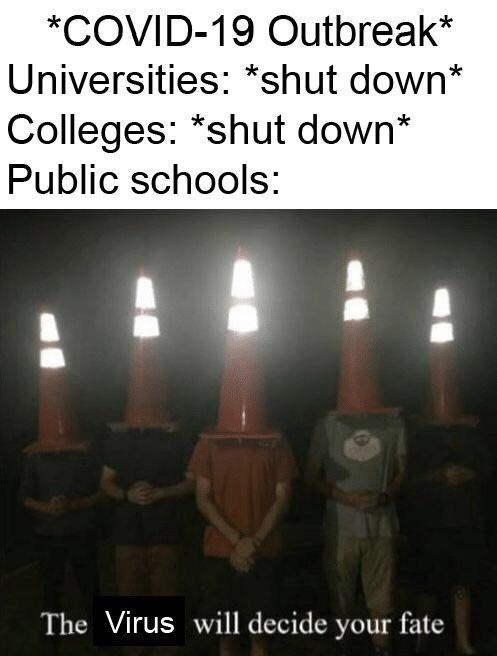 *COVID-19 Outbreak*
Universities: *shut down*
Colleges: *shut down*
Public schools:
The Virus will decide your fate